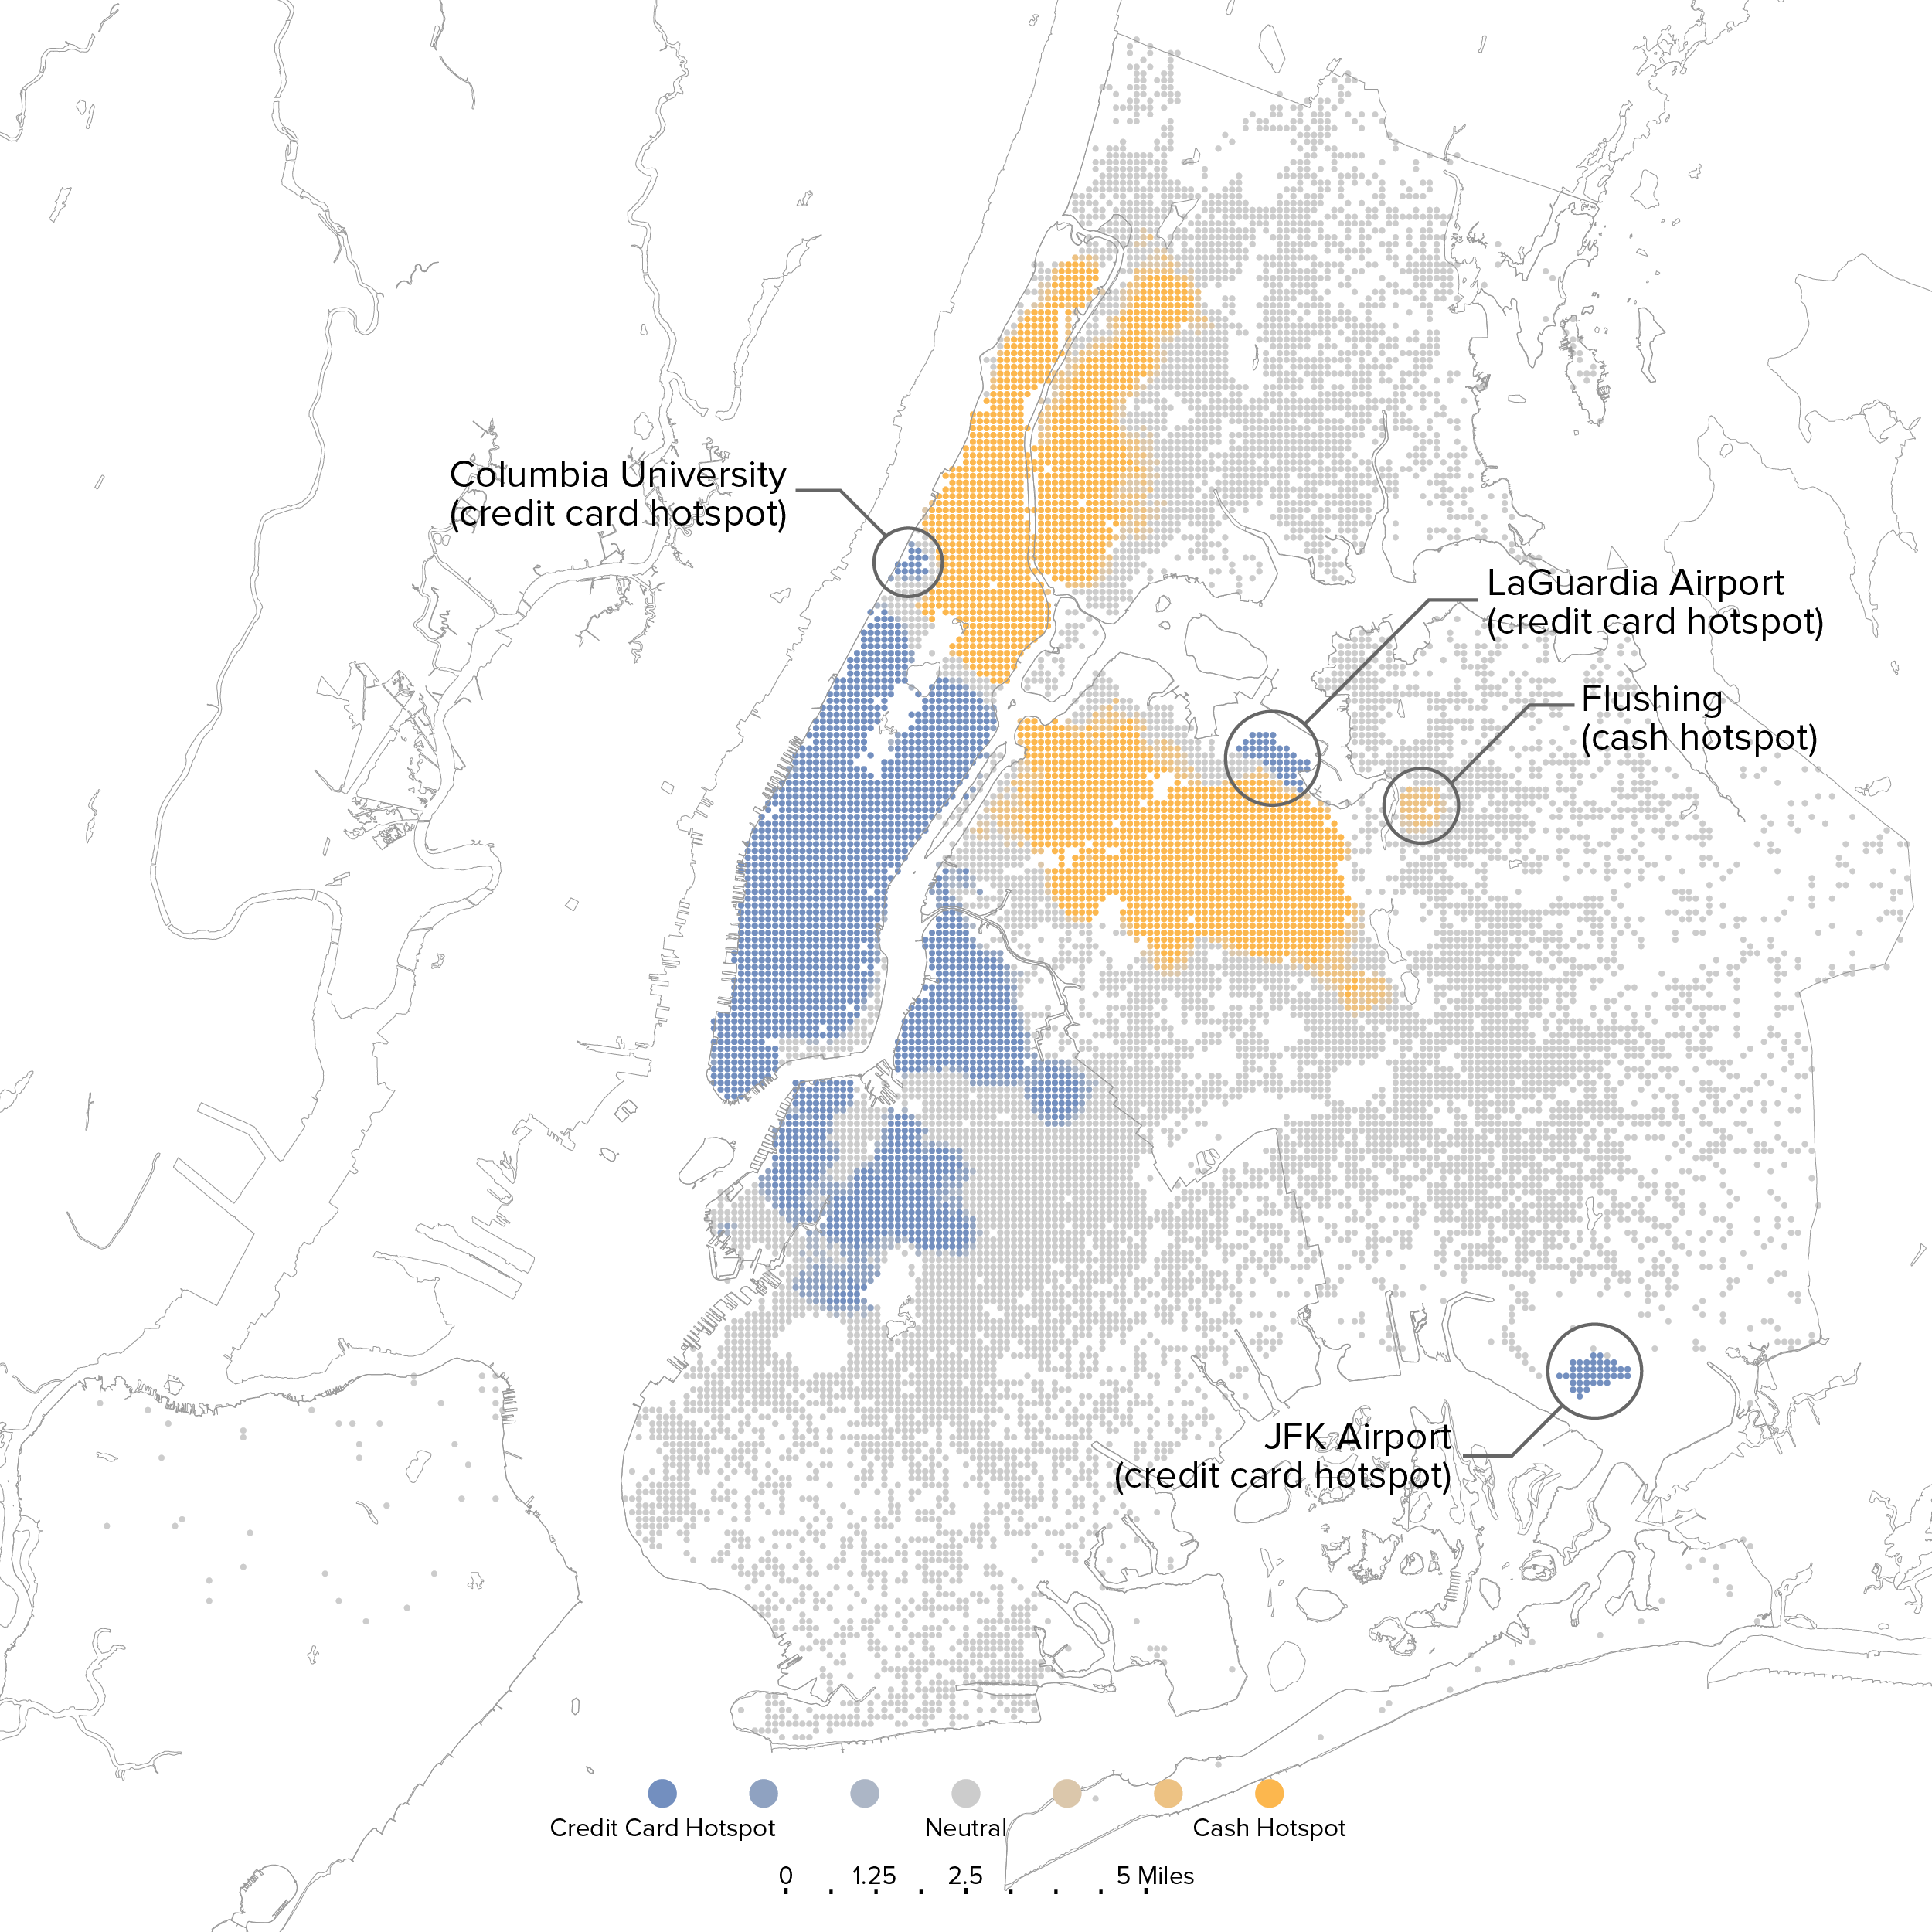 Columbia University
(credit card hotspot)
LaGuardia Airport
(credit card hotspot)
Flushing
(cash hotspot)
JFK Airport
(credit card hotspot)
Credit Card Hotspot
Neutral
Cash Hotspot
0 1.25 2.5 5 Miles